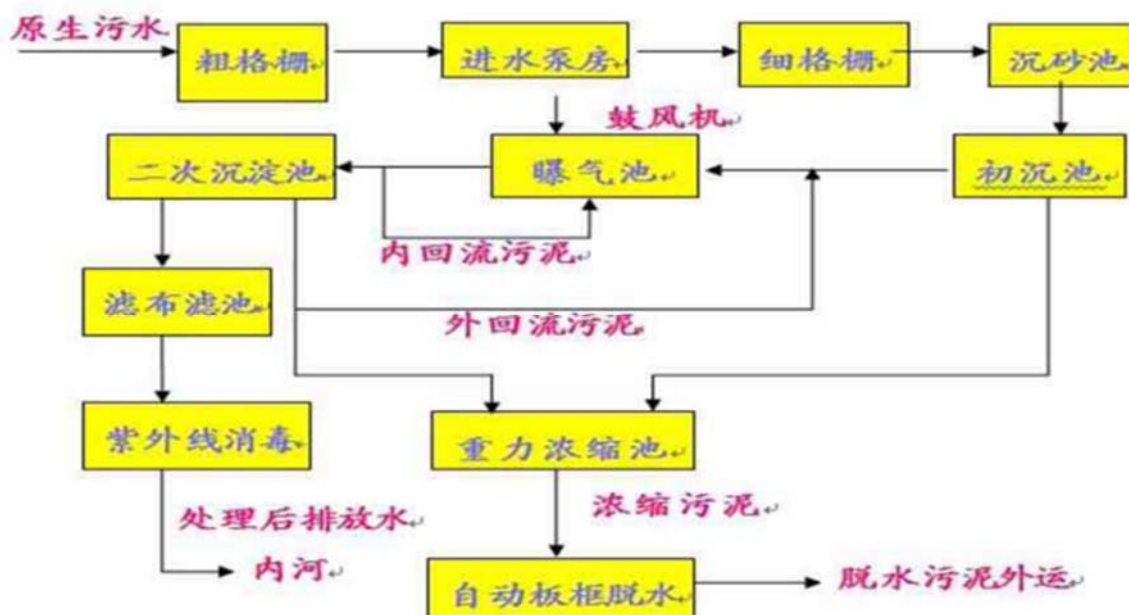 原生污水
粗格栅
进水泵房
细格栅
沉砂池
鼓风机
二次沉淀池
曝气池
初沉池
内回流污泥
滤布滤池
外回流污泥
紫外线消毒
重力浓缩池
处理后排放水
浓缩污泥
内河
自动板框脱水
脱水污泥外运